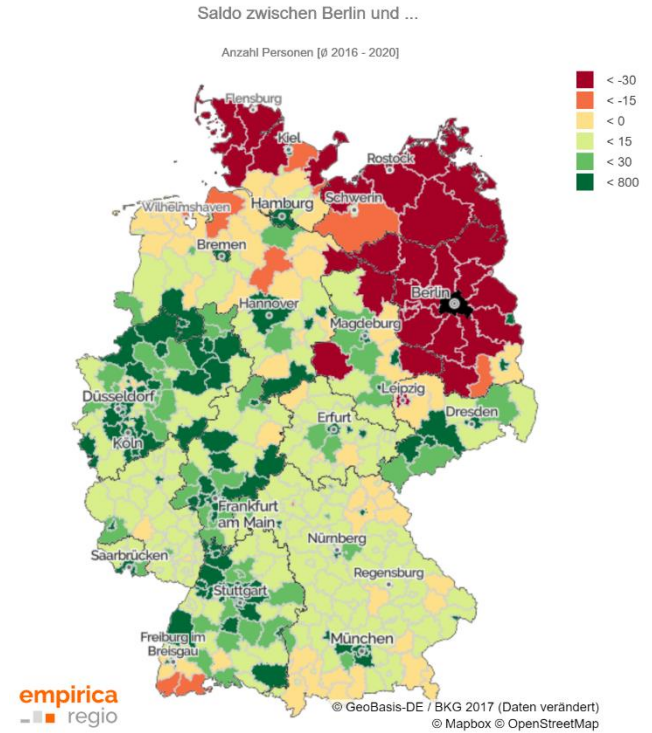 Saldo zwischen Berlin und ...
Anzahl Personen [Ø 2016 - 2020]
< -30
< -15
< 0
< 15
< 30
< 800
Flensburg
Kiel
Rostock
Schwerin
Wilhelmshaven
Hamburg
Bremen
Berlin
Hannover
Magdeburg
Leipzig
Düsseldorf
Erfurt
Dresden
Köln
Frankfurt
am Main
Nürnberg
Saarbrücken
Regensburg
Stuttgart
Freiburg im
Breisgau
München
empirica
regio
© GeoBasis-DE / BKG 2017 (Daten verändert)
© Mapbox © OpenStreetMap